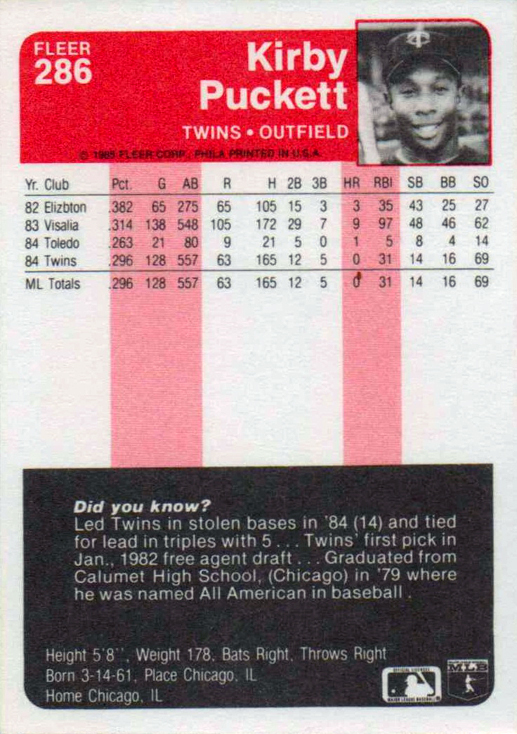 FLEER
286
Kirby
Puckett
TWINS • OUTFIELD
© 1985 FLEER CORP. PHILA PRINTED IN U.S.A.
Yr. Club Pct. G AB R H 2B 3B HR RBI SB BB SO
82 Elizbton .382 65 275 65 105 15 3 3 35 43 25 27
83 Visalia .314 138 548 105 172 29 7 9 97 48 46 62
84 Toledo .263 21 80 9 21 5 0 1 5 8 4 14
84 Twins .296 128 557 63 165 12 5 0 31 14 16 69
ML Totals .296 128 557 63 165 12 5 0 31 14 16 69
Did you know?
Led Twins in stolen bases in '84 (14) and tied
for lead in triples with 5 . . . Twins' first pick in
Jan., 1982 free agent draft . . . Graduated from
Calumet High School, (Chicago) in '79 where
he was named All American in baseball .
Height 5'8'', Weight 178, Bats Right, Throws Right
Born 3-14-61, Place Chicago, IL
Home Chicago, IL
MAJOR LEAGUE BASEBALL